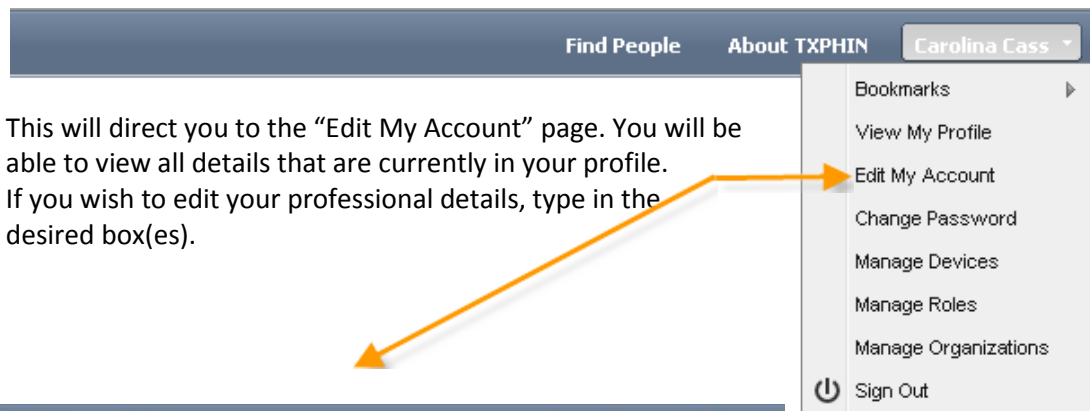 Find People About TXPHIN Carolina Cass
This will direct you to the “Edit My Account” page. You will be
able to view all details that are currently in your profile.
If you wish to edit your professional details, type in the
desired box(es).
Bookmarks
View My Profile
Edit My Account
Change Password
Manage Devices
Manage Roles
Manage Organizations
Sign Out